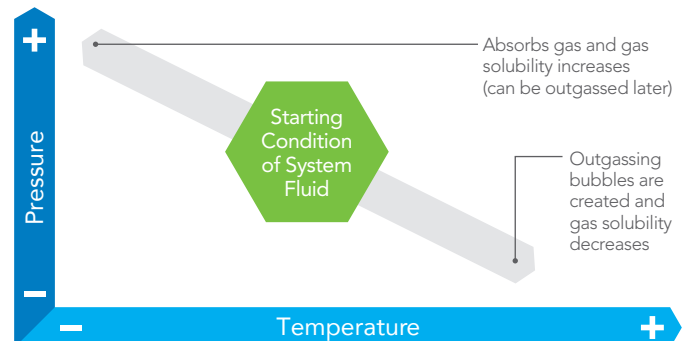 +
Absorbs gas and gas
solubility increases
(can be outgassed later)
Starting
Condition
of System
Fluid
Outgassing
bubbles are
created and
gas solubility
decreases
Pressure
−
−
Temperature
+